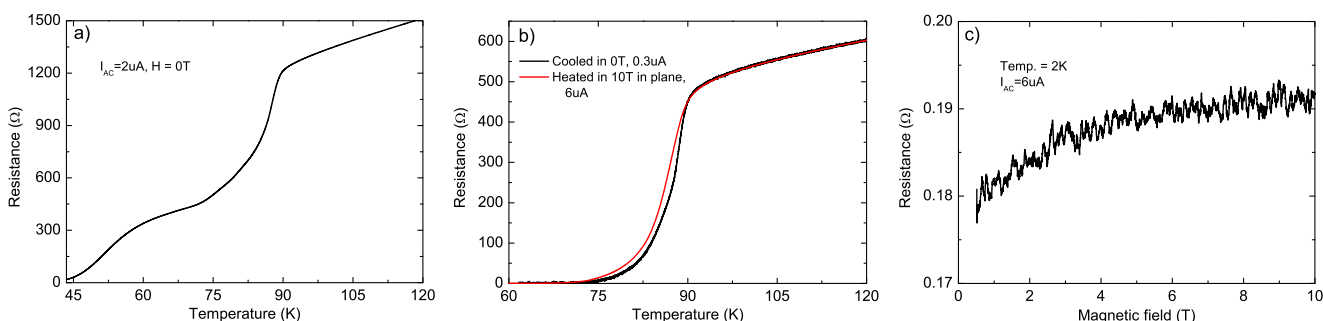 a)
I_AC=2uA, H = 0T
Resistance (Ω)
1500
1200
900
600
300
0
45 60 75 90 105 120
Temperature (K)
b)
Cooled in 0T, 0.3uA
Heated in 10T in plane,
6uA
Resistance (Ω)
600
500
400
300
200
100
0
60 75 90 105 120
Temperature (K)
c)
Temp. = 2K
I_AC=6uA
Resistance (Ω)
0.20
0.19
0.18
0.17
0 2 4 6 8 10
Magnetic field (T)